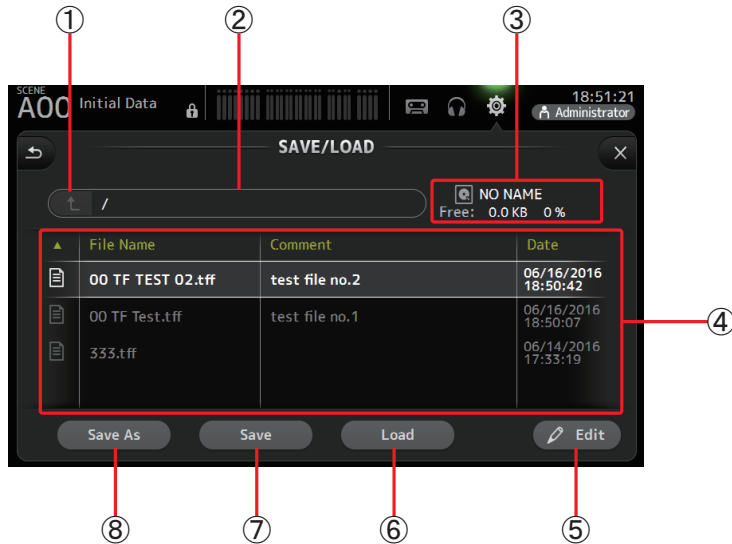 ① ② ③
SCENE
A00 Initial Data 18:51:21
Administrator
SAVE/LOAD
/
NO NAME
Free: 0.0 KB 0 %
▲ File Name Comment Date
00 TF TEST 02.tff test file no.2 06/16/2016
18:50:42
00 TF Test.tff test file no.1 06/16/2016
18:50:07
333.tff 06/14/2016
17:33:19
④
Save As Save Load Edit
⑧ ⑦ ⑥ ⑤